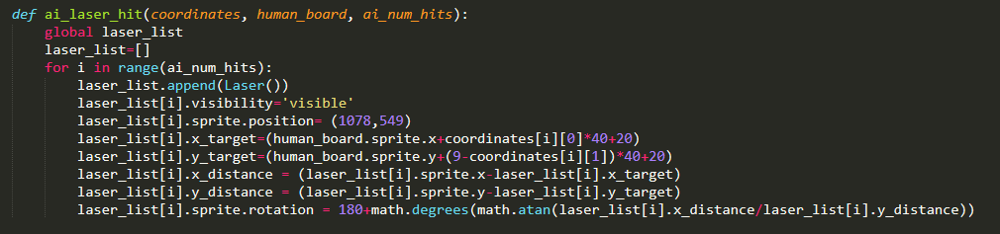 def ai_laser_hit(coordinates, human_board, ai_num_hits):
    global laser_list
    laser_list=[]
    for i in range(ai_num_hits):
        laser_list.append(Laser())
        laser_list[i].visibility='visible'
        laser_list[i].sprite.position= (1078,549)
        laser_list[i].x_target=(human_board.sprite.x+coordinates[i][0]*40+20)
        laser_list[i].y_target=(human_board.sprite.y+(9-coordinates[i][1])*40+20)
        laser_list[i].x_distance = (laser_list[i].sprite.x-laser_list[i].x_target)
        laser_list[i].y_distance = (laser_list[i].sprite.y-laser_list[i].y_target)
        laser_list[i].sprite.rotation = 180+math.degrees(math.atan(laser_list[i].x_distance/laser_list[i].y_distance))